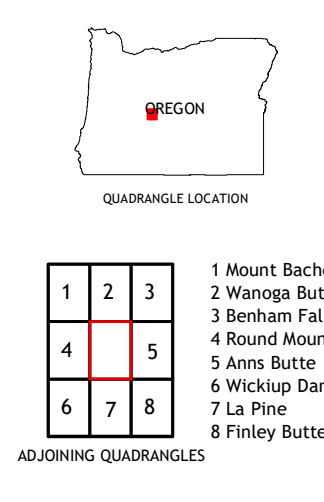 OREGON
QUADRANGLE LOCATION
1 2 3
4 5
6 7 8
1 Mount Bache
2 Wanoga But
3 Benham Fal
4 Round Moun
5 Anns Butte
6 Wickiup Dar
7 La Pine
8 Finley Butte
ADJOINING QUADRANGLES